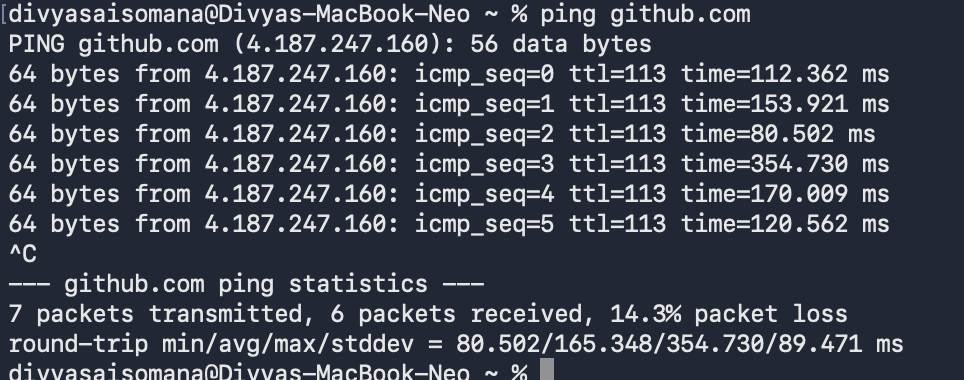 [divyasaisomana@Divyas-MacBook-Neo ~ % ping github.com
PING github.com (4.187.247.160): 56 data bytes
64 bytes from 4.187.247.160: icmp_seq=0 ttl=113 time=112.362 ms
64 bytes from 4.187.247.160: icmp_seq=1 ttl=113 time=153.921 ms
64 bytes from 4.187.247.160: icmp_seq=2 ttl=113 time=80.502 ms
64 bytes from 4.187.247.160: icmp_seq=3 ttl=113 time=354.730 ms
64 bytes from 4.187.247.160: icmp_seq=4 ttl=113 time=170.009 ms
64 bytes from 4.187.247.160: icmp_seq=5 ttl=113 time=120.562 ms
^C
--- github.com ping statistics ---
7 packets transmitted, 6 packets received, 14.3% packet loss
round-trip min/avg/max/stddev = 80.502/165.348/354.730/89.471 ms
divyasaisomana@Divyas-MacBook-Neo ~ %